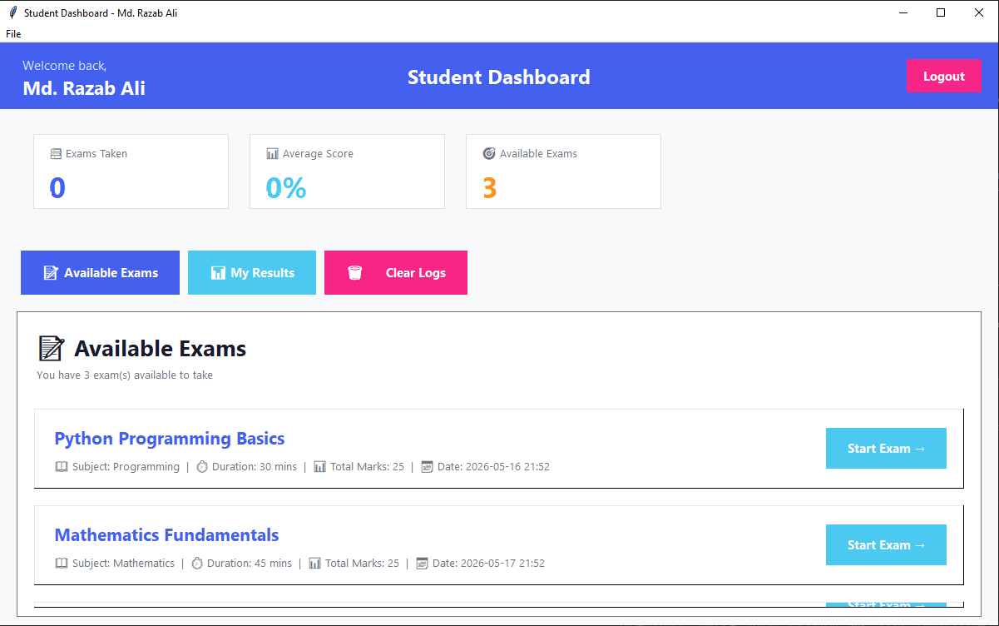 Student Dashboard - Md. Razab Ali
File
Welcome back,
Md. Razab Ali
Student Dashboard
Logout
Exams Taken
0
Average Score
0%
Available Exams
3
Available Exams
My Results
Clear Logs
Available Exams
You have 3 exam(s) available to take
Python Programming Basics
Subject: Programming | Duration: 30 mins | Total Marks: 25 | Date: 2026-05-16 21:52
Start Exam →
Mathematics Fundamentals
Subject: Mathematics | Duration: 45 mins | Total Marks: 25 | Date: 2026-05-17 21:52
Start Exam →
Start Exam →